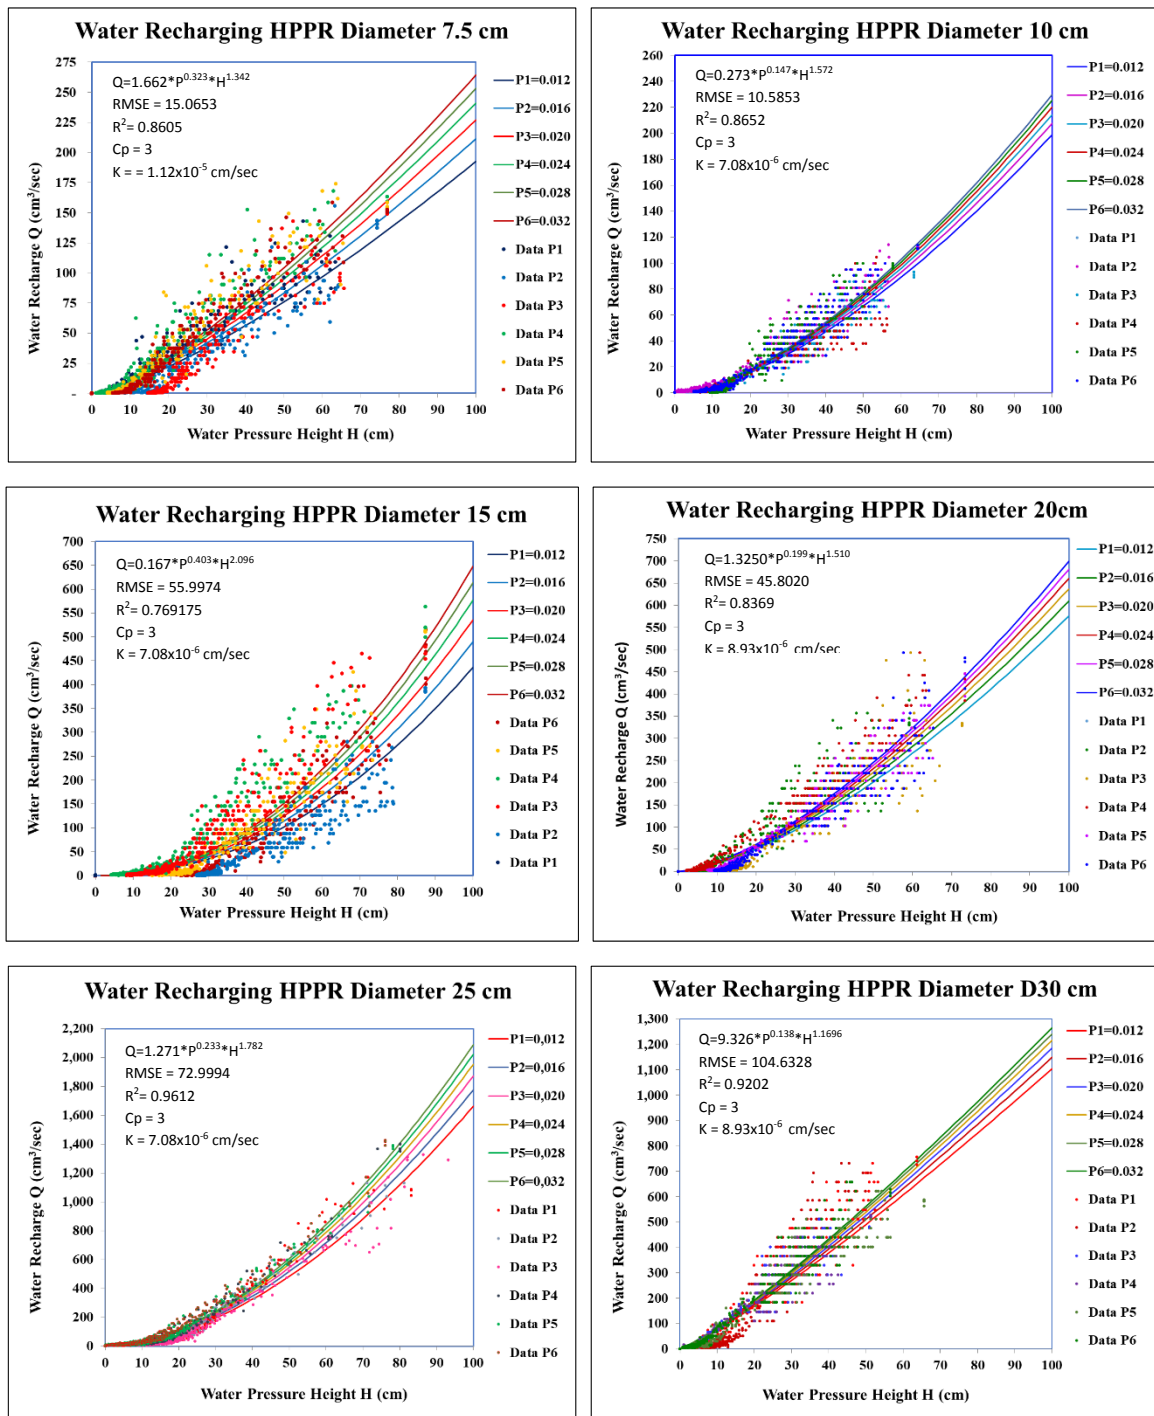 Water Recharging HPPR Diameter 7.5 cm
Water Recharge Q (cm³/sec)
275
250
225
200
175
150
125
100
75
50
25
-
Q=1.662*P^0.323*H^1.342
RMSE = 15.0653
R²= 0.8605
Cp = 3
K = = 1.12x10^-5 cm/sec
0 10 20 30 40 50 60 70 80 90 100
Water Pressure Height H (cm)
P1=0.012
P2=0.016
P3=0.020
P4=0.024
P5=0.028
P6=0.032
Data P1
Data P2
Data P3
Data P4
Data P5
Data P6
Water Recharging HPPR Diameter 10 cm
Water Recharge Q (cm³/sec)
260
240
220
200
180
160
140
120
100
80
60
40
20
0
Q=0.273*P^0.147*H^1.572
RMSE = 10.5853
R²= 0.8652
Cp = 3
K = 7.08x10^-6 cm/sec
0 10 20 30 40 50 60 70 80 90 100
Water Pressure Height H (cm)
P1=0.012
P2=0.016
P3=0.020
P4=0.024
P5=0.028
P6=0.032
Data P1
Data P2
Data P3
Data P4
Data P5
Data P6
Water Recharging HPPR Diameter 15 cm
Water Recharge Q (cm³/sec)
700
650
600
550
500
450
400
350
300
250
200
150
100
50
0
Q=0.167*P^0.403*H^2.096
RMSE = 55.9974
R²= 0.769175
Cp = 3
K = 7.08x10^-6 cm/sec
0 10 20 30 40 50 60 70 80 90 100
Water Pressure Height H (cm)
P1=0.012
P2=0.016
P3=0.020
P4=0.024
P5=0.028
P6=0.032
Data P6
Data P5
Data P4
Data P3
Data P2
Data P1
Water Recharging HPPR Diameter 20cm
Water Recharge Q (cm³/sec)
750
700
650
600
550
500
450
400
350
300
250
200
150
100
50
0
Q=1.3250*P^0.199*H^1.510
RMSE = 45.8020
R²= 0.8369
Cp = 3
K = 8.93x10^-6 cm/sec
0 10 20 30 40 50 60 70 80 90 100
Water Pressure Height H (cm)
P1=0.012
P2=0.016
P3=0.020
P4=0.024
P5=0.028
P6=0.032
Data P1
Data P2
Data P3
Data P4
Data P5
Data P6
Water Recharging HPPR Diameter 25 cm
Water Recharge Q (cm³/sec)
2,200
2,000
1,800
1,600
1,400
1,200
1,000
800
600
400
200
0
Q=1.271*P^0.233*H^1.782
RMSE = 72.9994
R²= 0.9612
Cp = 3
K = 7.08x10^-6 cm/sec
0 10 20 30 40 50 60 70 80 90 100
Water Pressure Height H (cm)
P1=0,012
P2=0,016
P3=0,020
P4=0,024
P5=0,028
P6=0,032
Data P1
Data P2
Data P3
Data P4
Data P5
Data P6
Water Recharging HPPR Diameter D30 cm
Water Recharge Q (cm³/sec)
1,300
1,200
1,100
1,000
900
800
700
600
500
400
300
200
100
0
Q=9.326*P^0.138*H^1.1696
RMSE = 104.6328
R²= 0.9202
Cp = 3
K = 8.93x10^-6 cm/sec
0 10 20 30 40 50 60 70 80 90 100
Water Pressure Height H (cm)
P1=0.012
P2=0.016
P3=0.020
P4=0.024
P5=0.028
P6=0.032
Data P1
Data P2
Data P3
Data P4
Data P5
Data P6